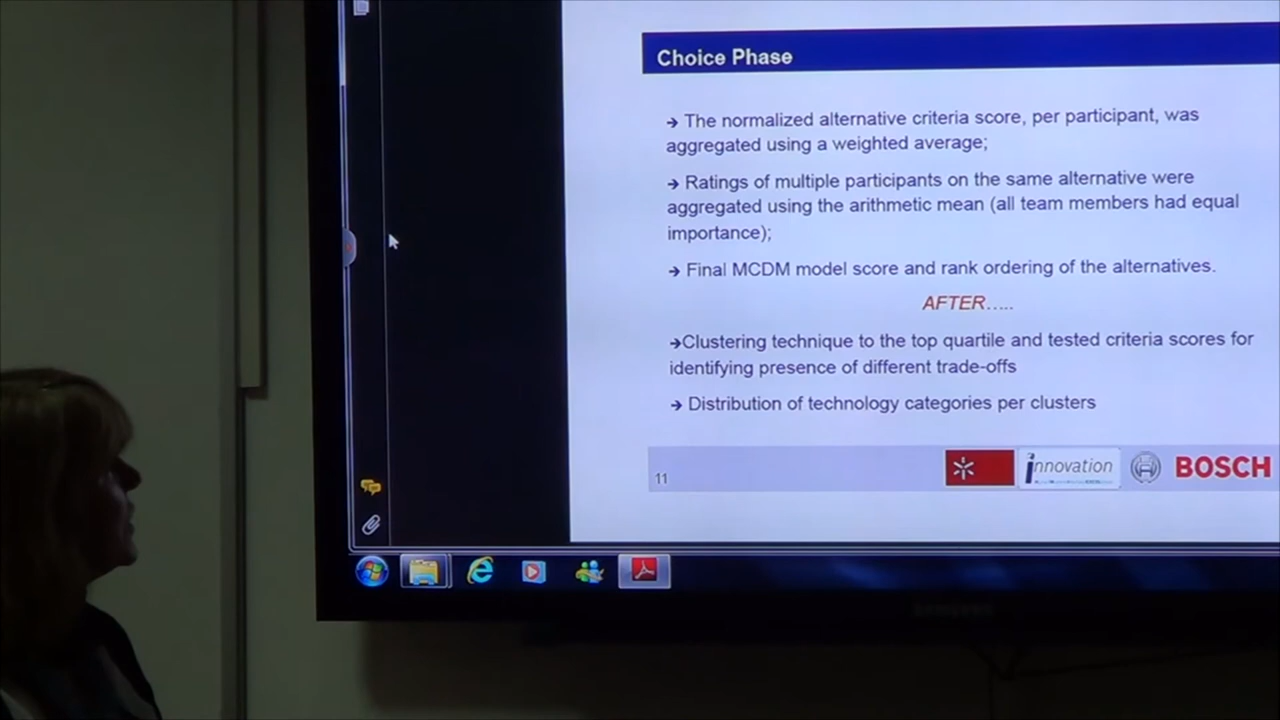 Choice Phase
→ The normalized alternative criteria score, per participant, was
aggregated using a weighted average;
→ Ratings of multiple participants on the same alternative were
aggregated using the arithmetic mean (all team members had equal
importance);
→ Final MCDM model score and rank ordering of the alternatives.
AFTER.....
→Clustering technique to the top quartile and tested criteria scores for
identifying presence of different trade-offs
→ Distribution of technology categories per clusters
11
innovation
BOSCH
SAMSUNG